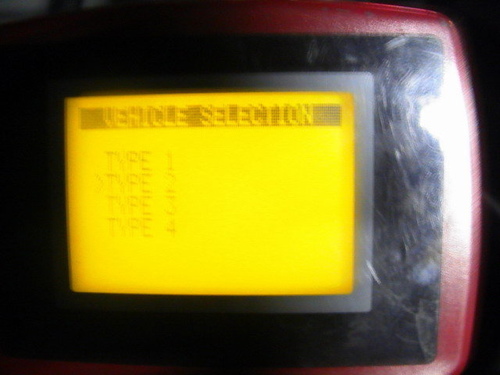 VEHICLE SELECTION
TYPE 1
>TYPE 2
TYPE 3
TYPE 4